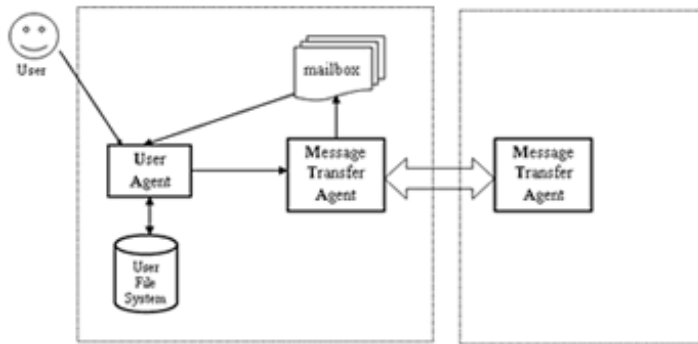 User
mailbox
User
Agent
Message
Transfer
Agent
Message
Transfer
Agent
User
File
System